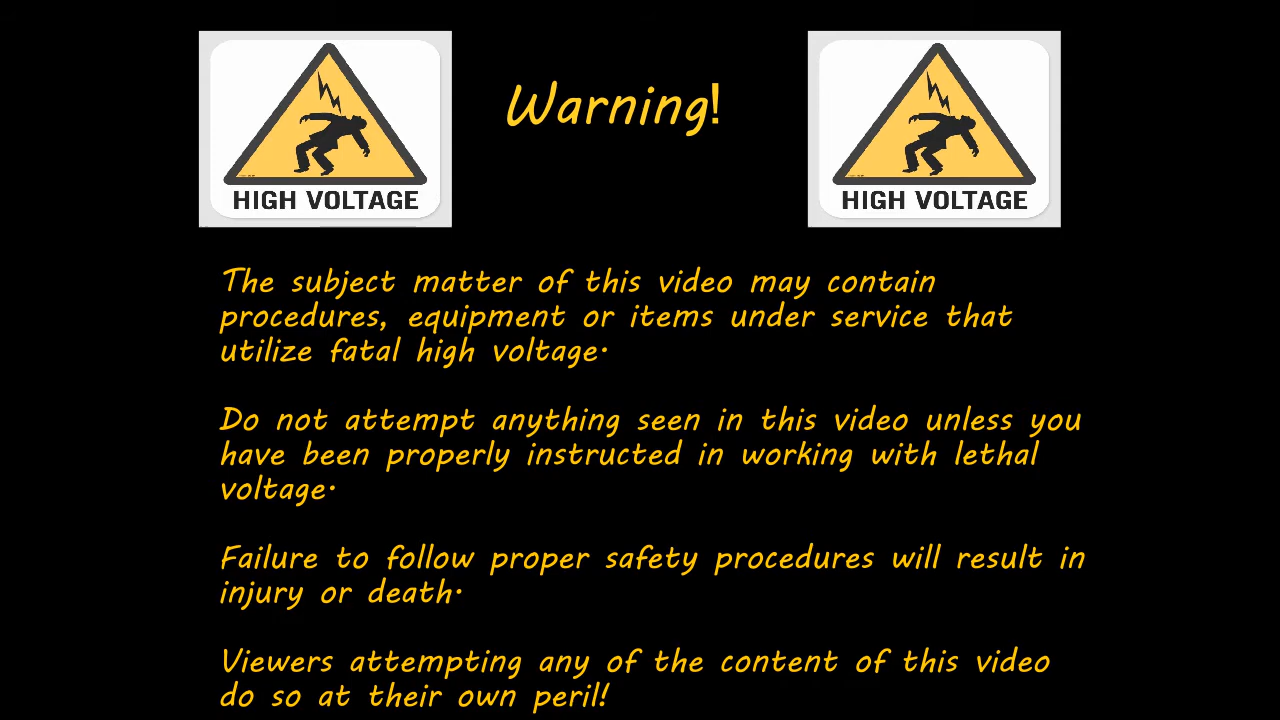 Warning!
HIGH VOLTAGE
HIGH VOLTAGE
The subject matter of this video may contain
procedures, equipment or items under service that
utilize fatal high voltage.
Do not attempt anything seen in this video unless you
have been properly instructed in working with lethal
voltage.
Failure to follow proper safety procedures will result in
injury or death.
Viewers attempting any of the content of this video
do so at their own peril!